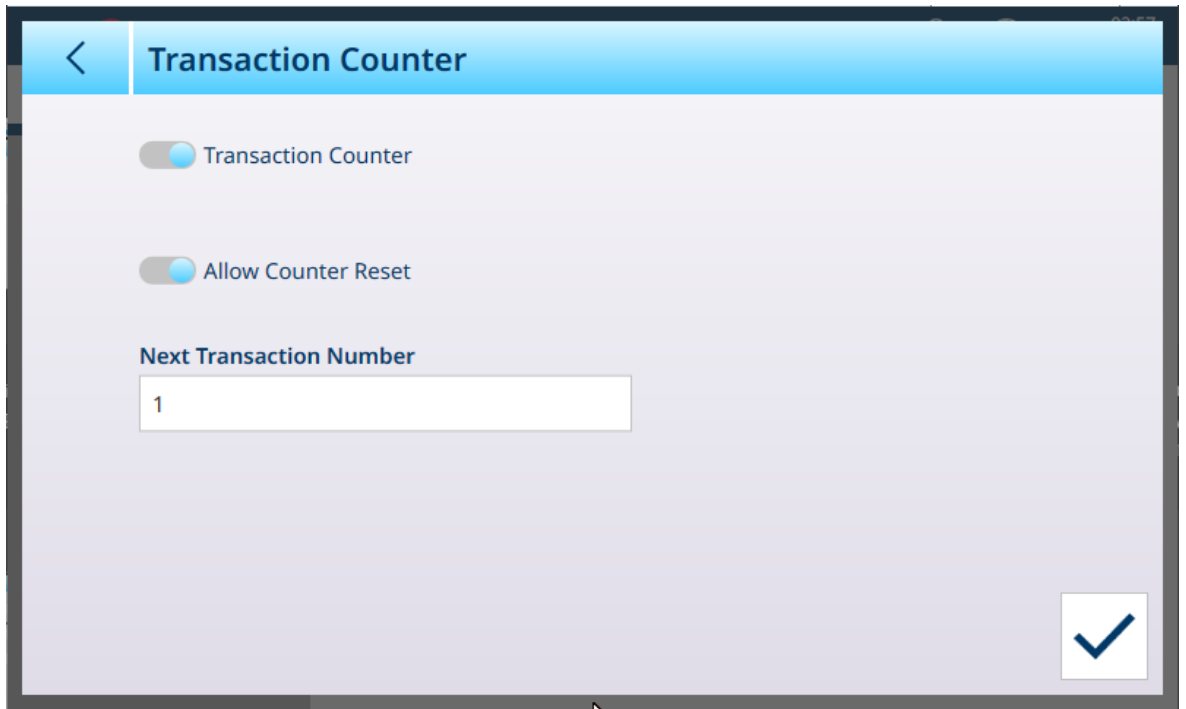 Transaction Counter
Transaction Counter
Allow Counter Reset
Next Transaction Number
1